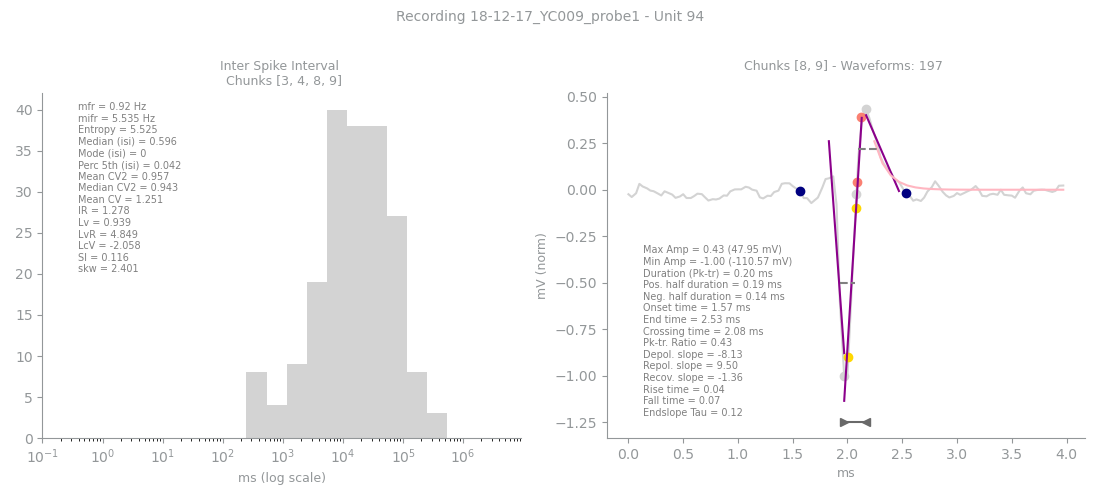 Recording 18-12-17_YC009_probe1 - Unit 94
Inter Spike Interval
Chunks [3, 4, 8, 9]
mfr = 0.92 Hz
mifr = 5.535 Hz
Entropy = 5.525
Median (isi) = 0.596
Mode (isi) = 0
Perc 5th (isi) = 0.042
Mean CV2 = 0.957
Median CV2 = 0.943
Mean CV = 1.251
IR = 1.278
Lv = 0.939
LvR = 4.849
LcV = -2.058
SI = 0.116
skw = 2.401
40
35
30
25
20
15
10
5
0
10⁻¹ 10⁰ 10¹ 10² 10³ 10⁴ 10⁵ 10⁶
ms (log scale)
Chunks [8, 9] - Waveforms: 197
0.50
0.25
0.00
−0.25
−0.50
−0.75
−1.00
−1.25
mV (norm)
Max Amp = 0.43 (47.95 mV)
Min Amp = -1.00 (-110.57 mV)
Duration (Pk-tr) = 0.20 ms
Pos. half duration = 0.19 ms
Neg. half duration = 0.14 ms
Onset time = 1.57 ms
End time = 2.53 ms
Crossing time = 2.08 ms
Pk-tr. Ratio = 0.43
Depol. slope = -8.13
Repol. slope = 9.50
Recov. slope = -1.36
Rise time = 0.04
Fall time = 0.07
Endslope Tau = 0.12
0.0 0.5 1.0 1.5 2.0 2.5 3.0 3.5 4.0
ms